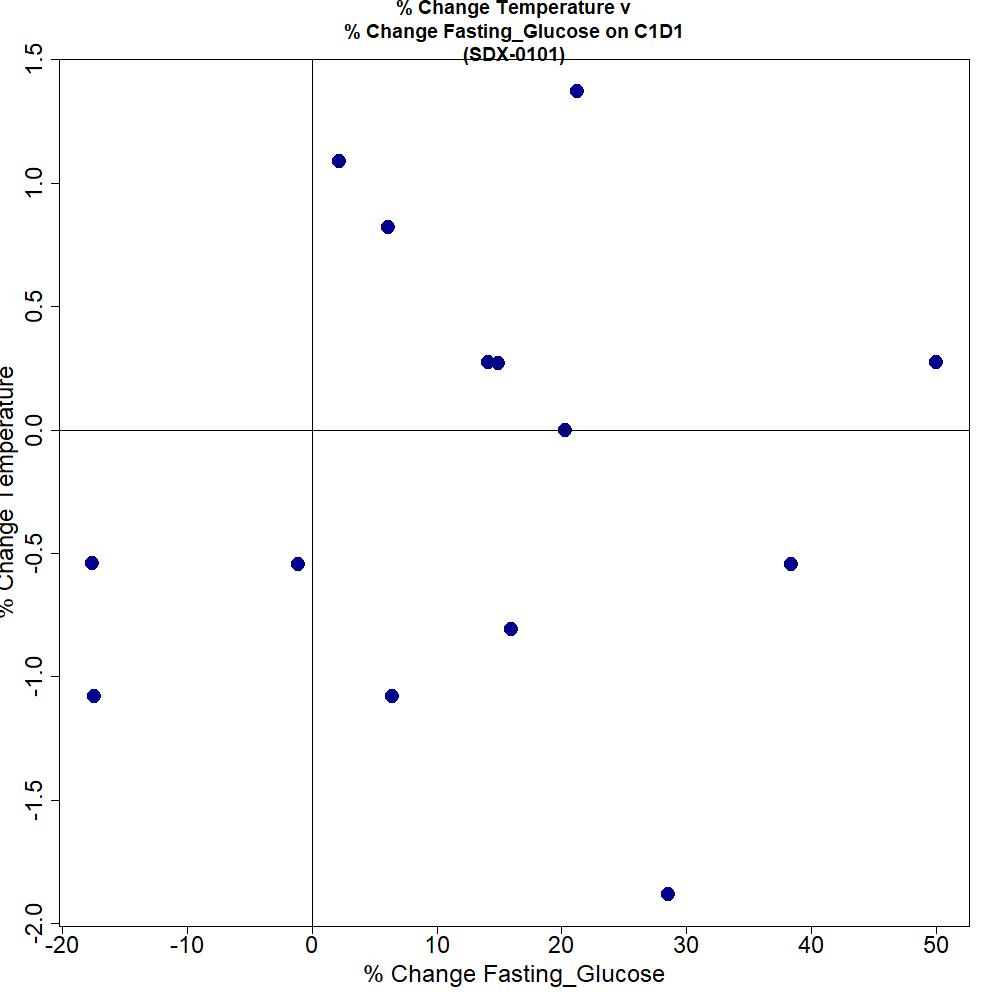 % Change Temperature v
% Change Fasting_Glucose on C1D1
(SDX-0101)
1.5
1.0
0.5
0.0
-0.5
-1.0
-1.5
-2.0
% Change Temperature
-20 -10 0 10 20 30 40 50
% Change Fasting_Glucose